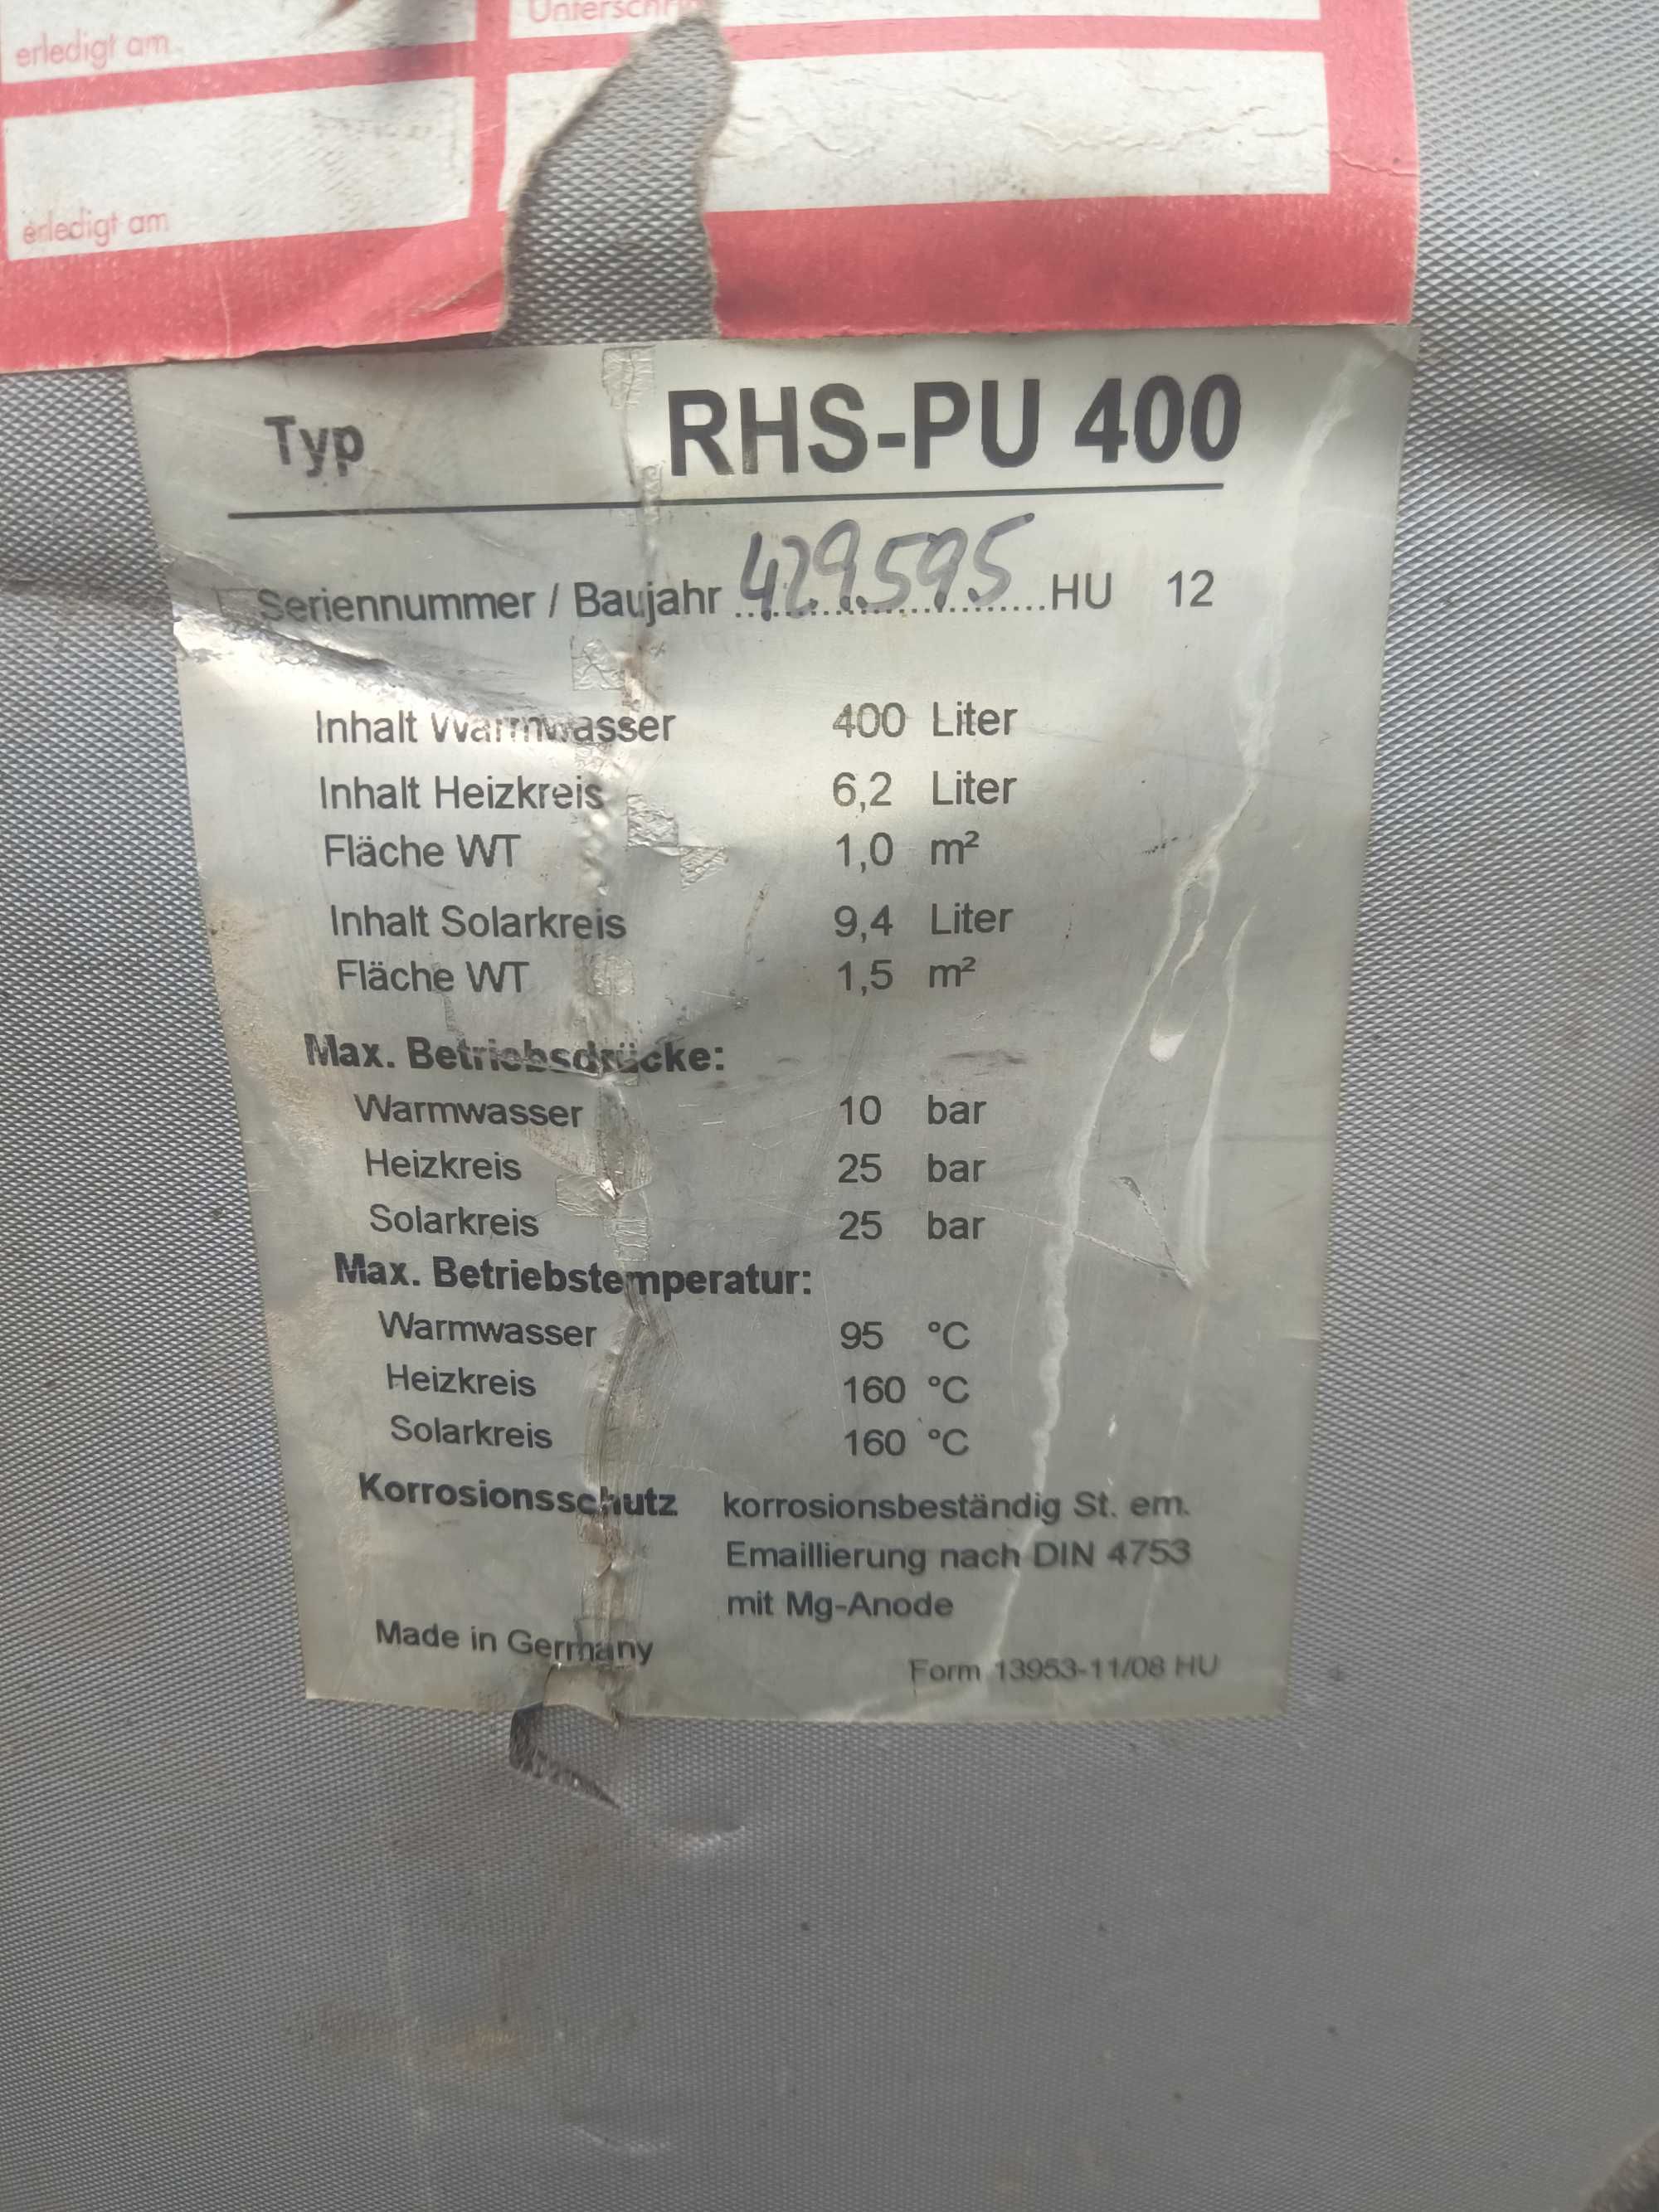 Unterschrift
erledigt am
erledigt am
Typ RHS-PU 400
Seriennummer / Baujahr 429.595 HU 12
Inhalt Warmwasser 400 Liter
Inhalt Heizkreis 6,2 Liter
Fläche WT 1,0 m²
Inhalt Solarkreis 9,4 Liter
Fläche WT 1,5 m²
Max. Betriebsdrücke:
Warmwasser 10 bar
Heizkreis 25 bar
Solarkreis 25 bar
Max. Betriebstemperatur:
Warmwasser 95 °C
Heizkreis 160 °C
Solarkreis 160 °C
Korrosionsschutz korrosionsbeständig St. em.
Emaillierung nach DIN 4753
mit Mg-Anode
Made in Germany
Form 13953-11/08 HU